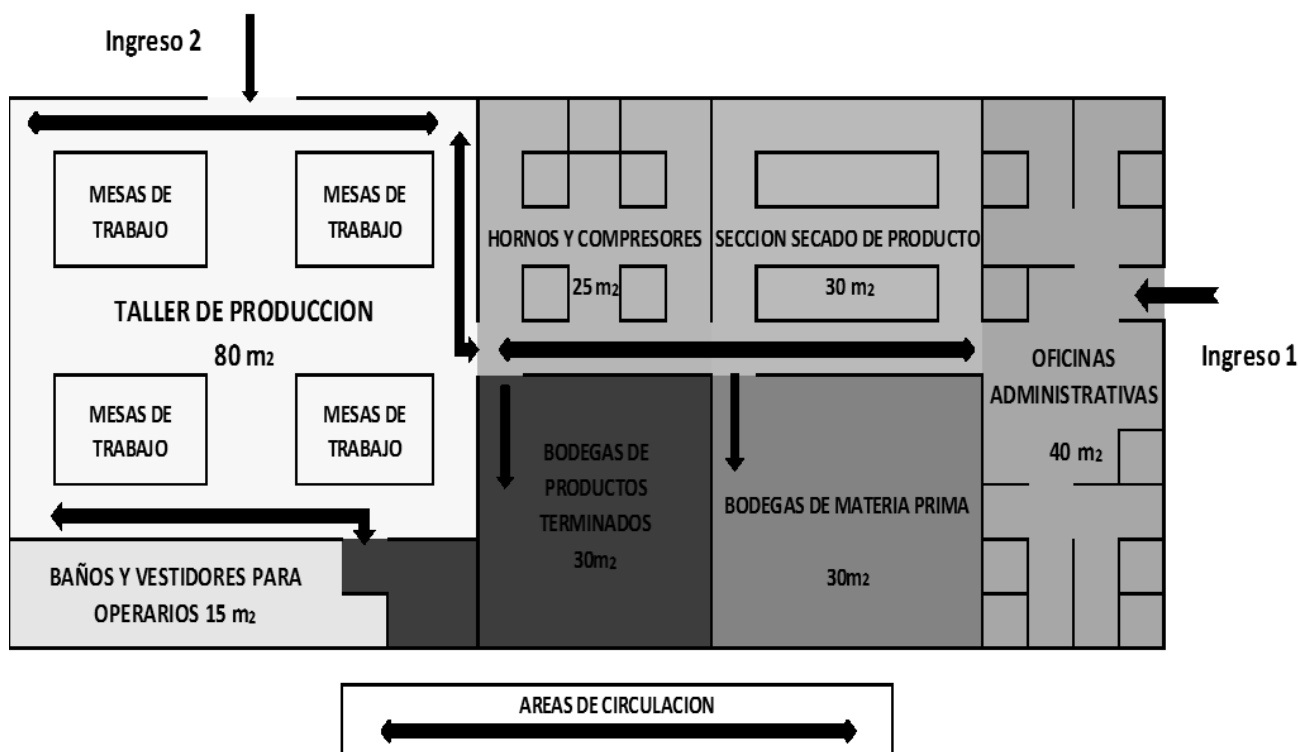 Ingreso 2
MESAS DE
TRABAJO
MESAS DE
TRABAJO
HORNOS Y COMPRESORES
25 m2
SECCION SECADO DE PRODUCTO
30 m2
TALLER DE PRODUCCION
80 m2
Ingreso 1
OFICINAS
ADMINISTRATIVAS
40 m2
MESAS DE
TRABAJO
MESAS DE
TRABAJO
BODEGAS DE
PRODUCTOS
TERMINADOS
30m2
BODEGAS DE MATERIA PRIMA
30m2
BAÑOS Y VESTIDORES PARA
OPERARIOS 15 m2
AREAS DE CIRCULACION